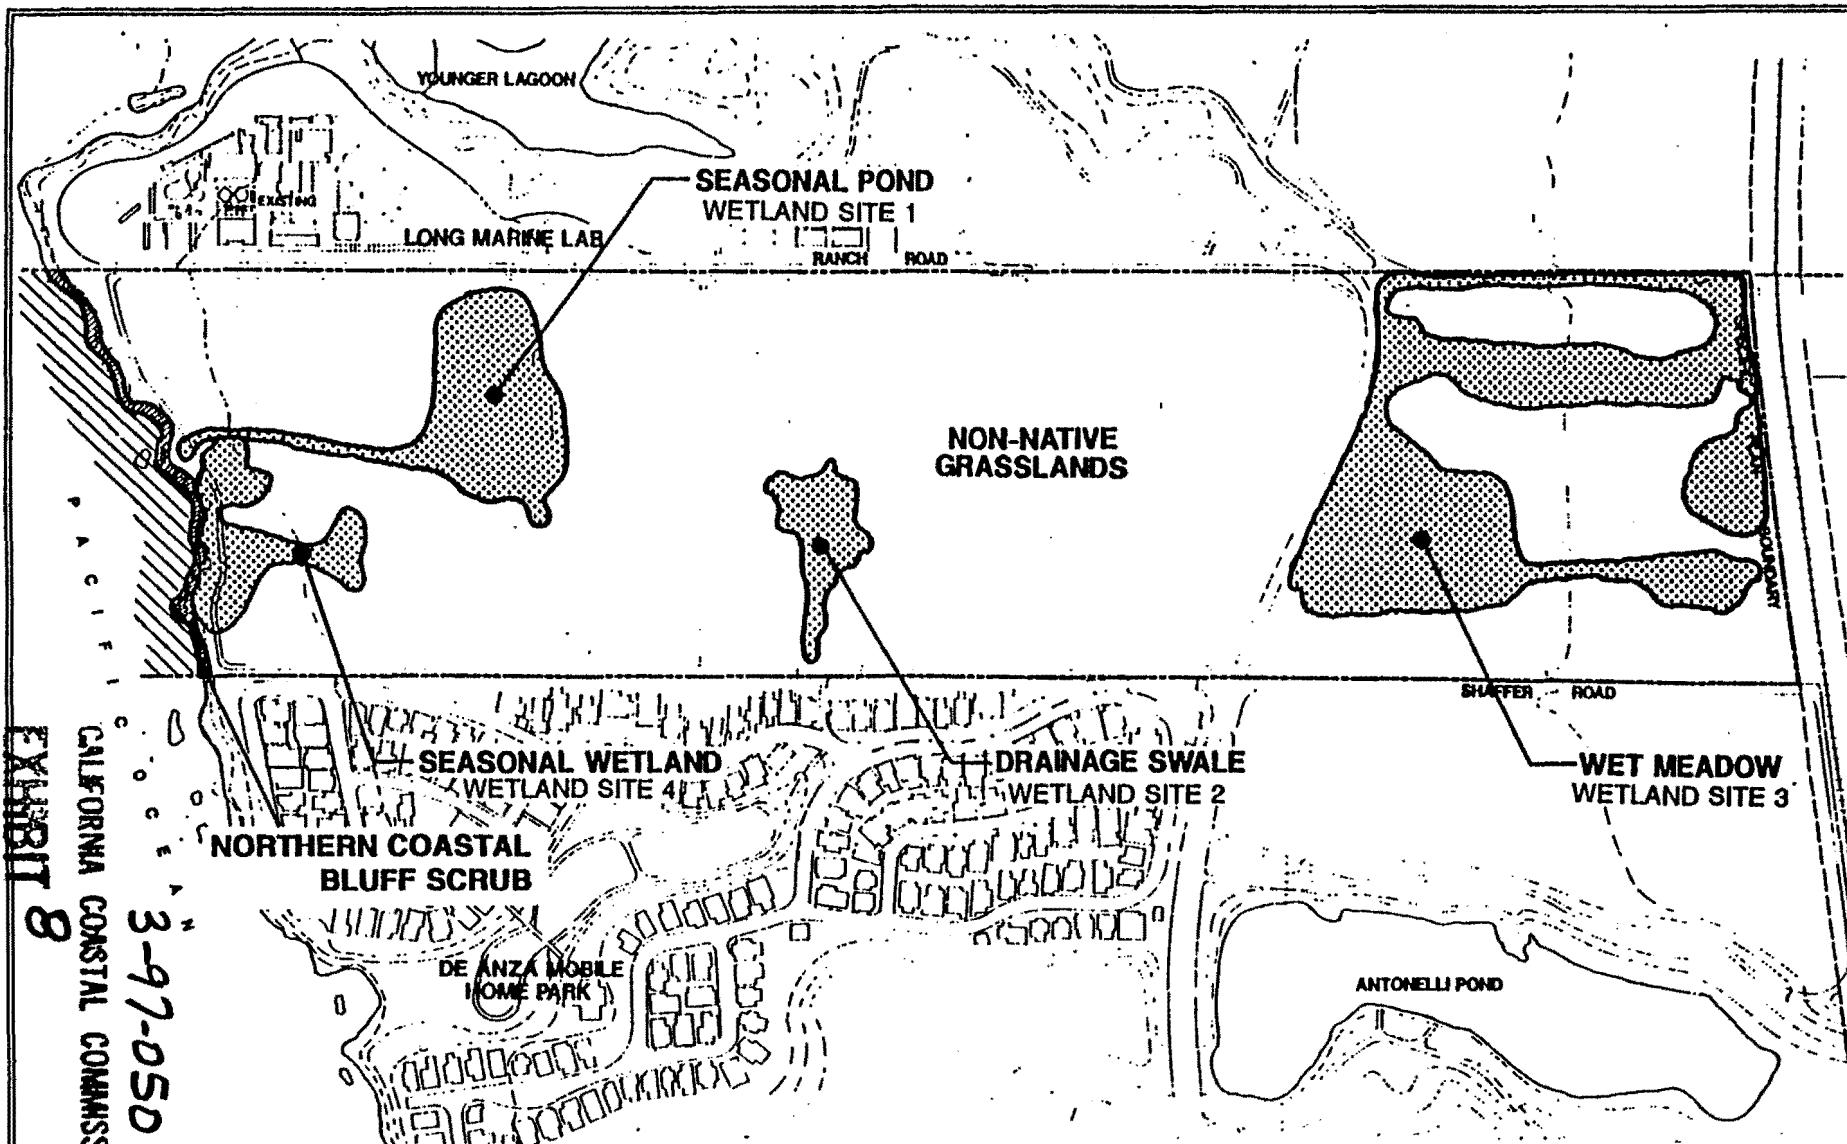 YOUNGER LAGOON
SEASONAL POND
WETLAND SITE 1
EXISTING
LONG MARINE LAB
RANCH ROAD
NON-NATIVE
GRASSLANDS
BOUNDARY
PACIFIC OCEAN
SHAFFER ROAD
SEASONAL WETLAND
WETLAND SITE 4
DRAINAGE SWALE
WETLAND SITE 2
WET MEADOW
WETLAND SITE 3
NORTHERN COASTAL
BLUFF SCRUB
DE ANZA MOBILE
HOME PARK
ANTONELLI POND
EXHIBIT 8
CALIFORNIA COASTAL COMMISS
3-97-050